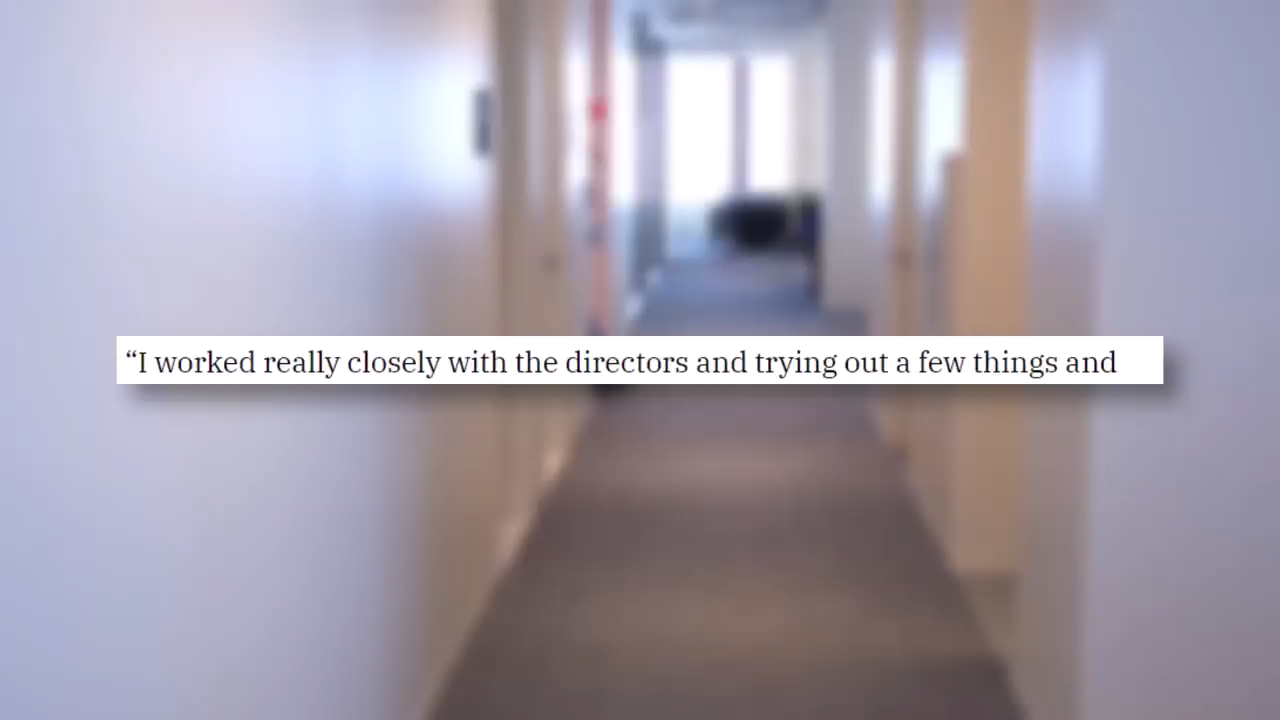 “I worked really closely with the directors and trying out a few things and